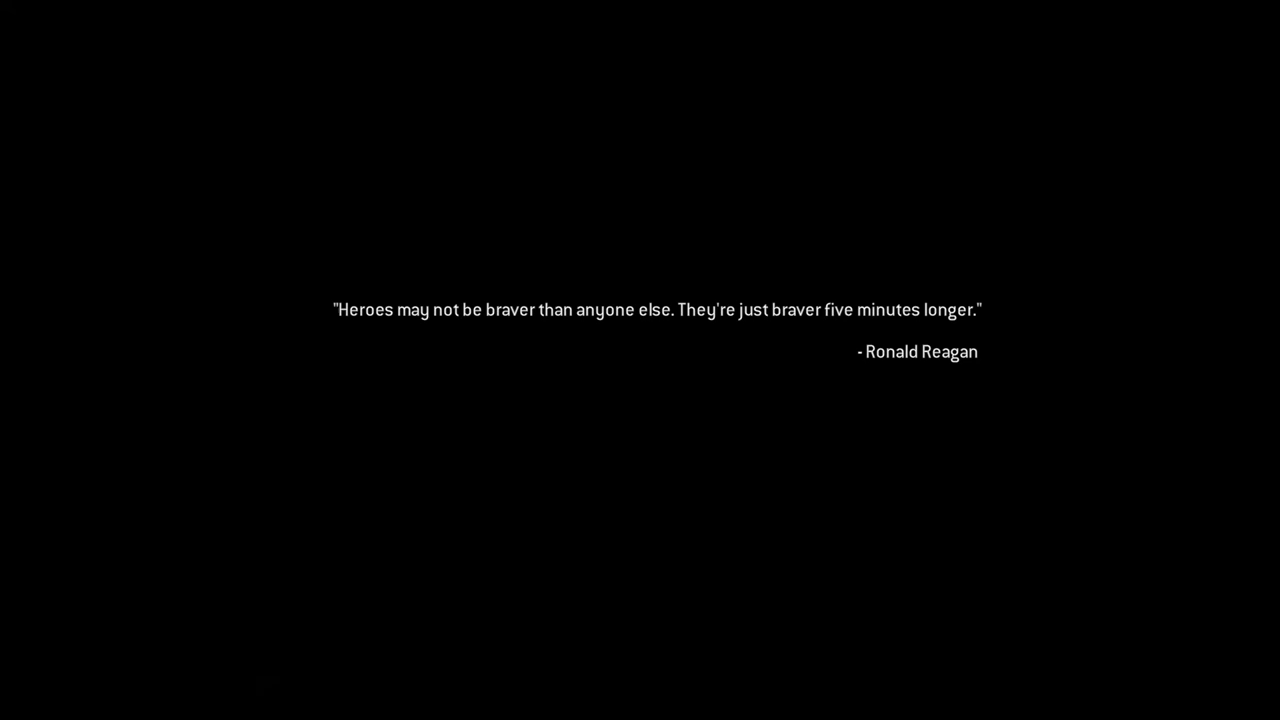 "Heroes may not be braver than anyone else. They're just braver five minutes longer."
- Ronald Reagan